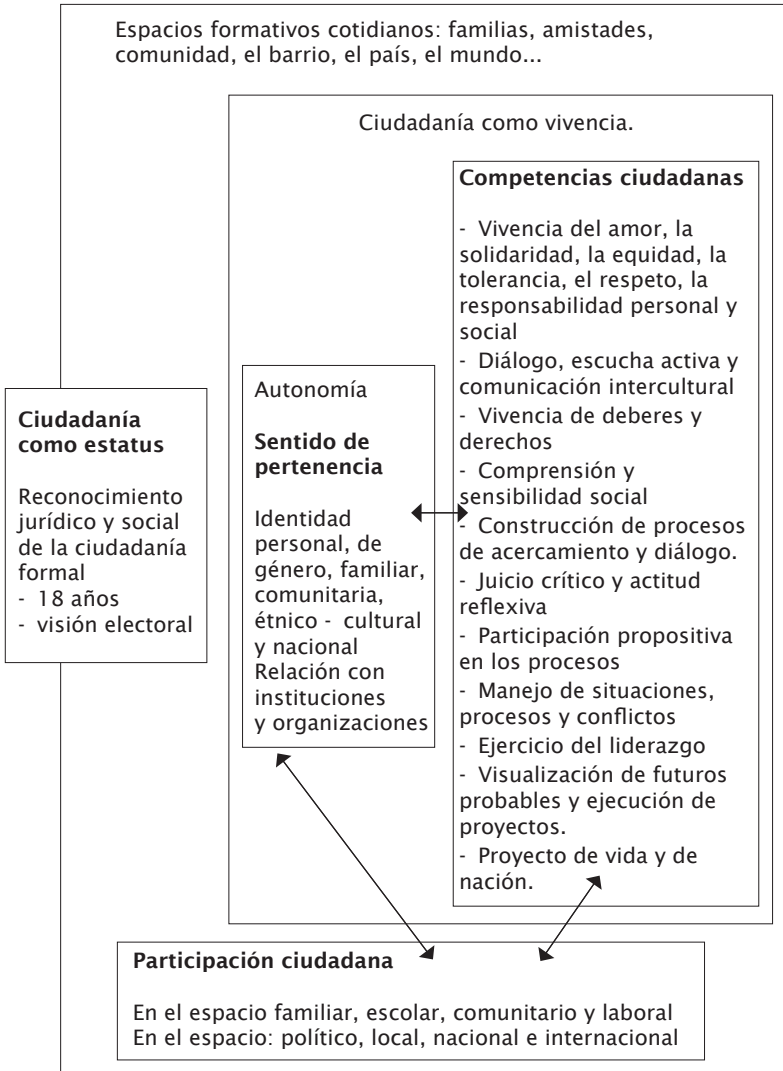 Espacios formativos cotidianos: familias, amistades,
comunidad, el barrio, el país, el mundo...
Ciudadanía como vivencia.
Ciudadanía
como estatus
Reconocimiento
jurídico y social
de la ciudadanía
formal
- 18 años
- visión electoral
Autonomía
Sentido de
pertenencia
Identidad
personal, de
género, familiar,
comunitaria,
étnico - cultural
y nacional
Relación con
instituciones
y organizaciones
Competencias ciudadanas
- Vivencia del amor, la
solidaridad, la equidad, la
tolerancia, el respeto, la
responsabilidad personal y
social
- Diálogo, escucha activa y
comunicación intercultural
- Vivencia de deberes y
derechos
- Comprensión y
sensibilidad social
- Construcción de procesos
de acercamiento y diálogo.
- Juicio crítico y actitud
reflexiva
- Participación propositiva
en los procesos
- Manejo de situaciones,
procesos y conflictos
- Ejercicio del liderazgo
- Visualización de futuros
probables y ejecución de
proyectos.
- Proyecto de vida y de
nación.
Participación ciudadana
En el espacio familiar, escolar, comunitario y laboral
En el espacio: político, local, nacional e internacional